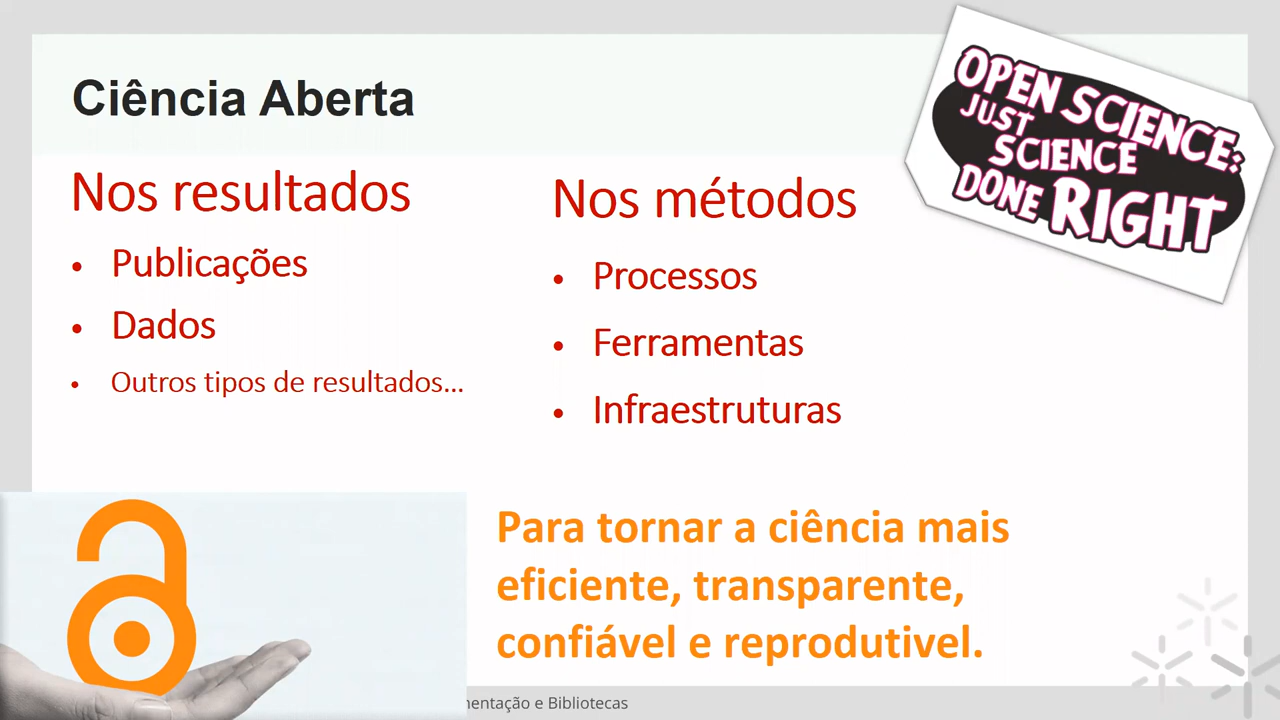 Ciência Aberta
OPEN SCIENCE:
JUST
SCIENCE
DONE RIGHT
Nos resultados
• Publicações
• Dados
• Outros tipos de resultados...
Nos métodos
• Processos
• Ferramentas
• Infraestruturas
Para tornar a ciência mais
eficiente, transparente,
confiável e reprodutivel.
e Bibliotecas